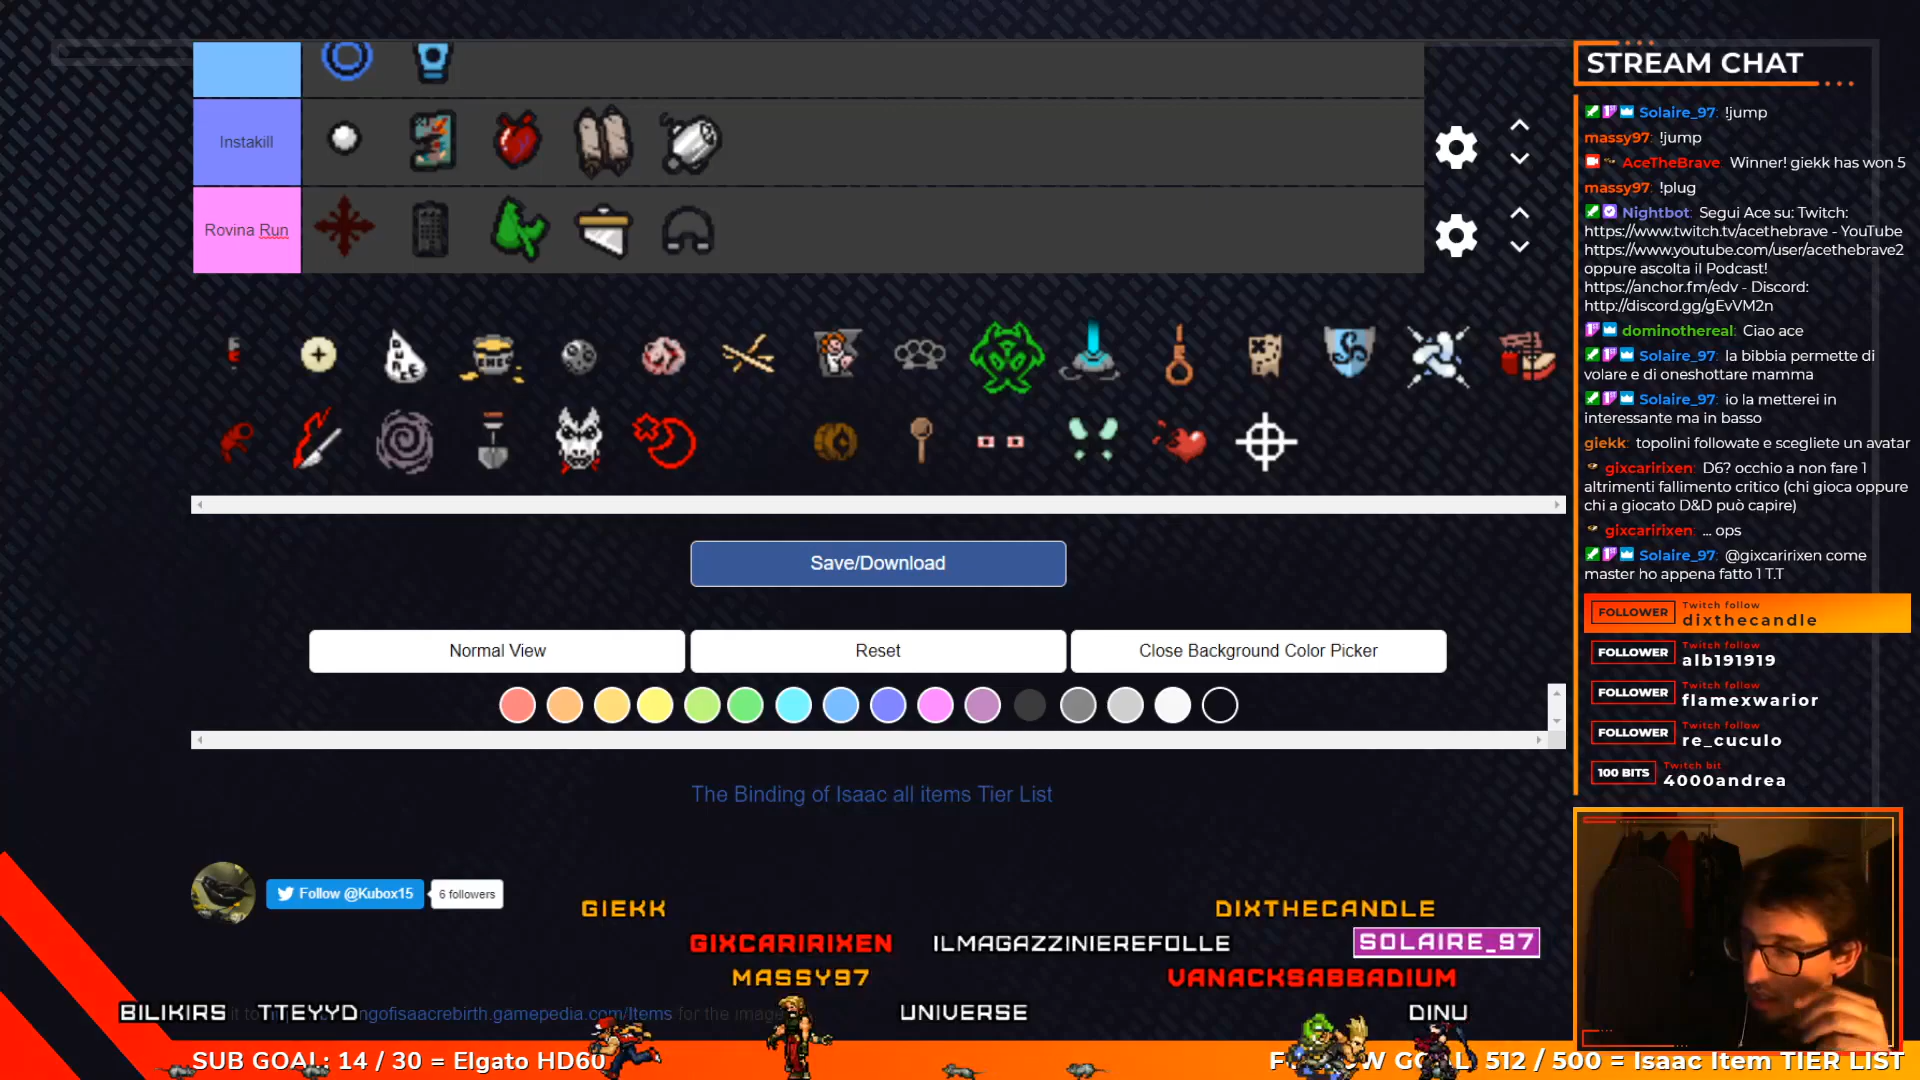 STREAM CHAT
Solaire_97: !jump
massy97: !jump
AceTheBrave Winner! giekk has won 5
massy97: !plug
Nightbot: Segui Ace su: Twitch:
https://www.twitch.tv/acethebrave - YouTube
https://www.youtube.com/user/acethebrave2
oppure ascolta il Podcast!
https://anchor.fm/edv - Discord:
http://discord.gg/gEvVM2n
dominothereal: Ciao ace
Solaire_97: la bibbia permette di
volare e di oneshottare mamma
Solaire_97: io la metterei in
interessante ma in basso
giekk: topolini followate e scegliete un avatar
gixcaririxen: D6? occhio a non fare 1
altrimenti fallimento critico (chi gioca oppure
chi a giocato D&D può capire)
gixcaririxen: ... ops
Solaire_97: @gixcaririxen come
master ho appena fatto 1 T.T
FOLLOWER Twitch follow
dixthecandle
FOLLOWER Twitch follow
alb191919
FOLLOWER Twitch follow
flamexwarior
FOLLOWER Twitch follow
re_cuculo
100 BITS Twitch bit
4000andrea
Instakill
Rovina Run
Save/Download
Normal View
Reset
Close Background Color Picker
The Binding of Isaac all items Tier List
Follow @Kubox15
6 followers
GIEKK
DIXTHECANDLE
GIXCARIRIXEN
ILMAGAZZINIEREFOLLE
SOLAIRE_97
MASSY97
VANACKSABBADIUM
BILIKIRS
TTEYYD
ngofisaacrebirth.gamepedia.com/Items for the image
UNIVERSE
DINU
SUB GOAL: 14 / 30 = Elgato HD60
GOAL: 512 / 500 = Isaac Item TIER LIST